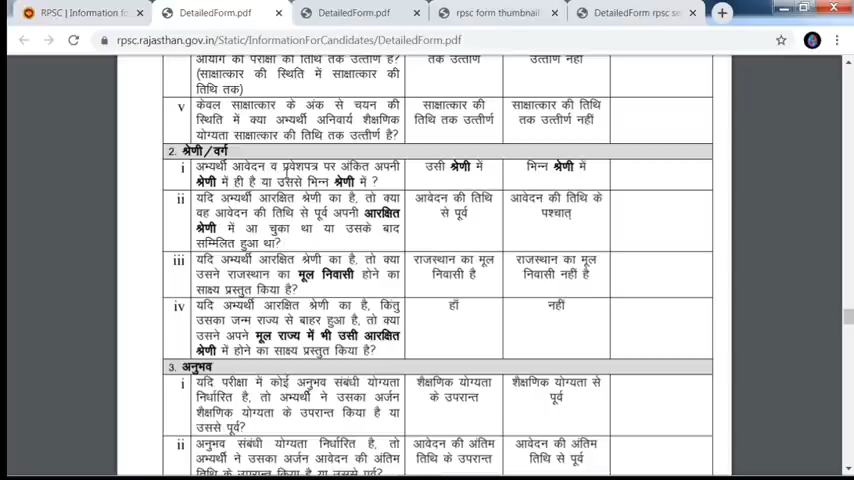 RPSC | Information fo
DetailedForm.pdf
DetailedForm.pdf
rpsc form thumbnail
DetailedForm rpsc se
rpsc.rajasthan.gov.in/Static/InformationForCandidates/DetailedForm.pdf
आयोग की परीक्षा की तिथि तक उत्तीर्ण है? तक उत्तीर्ण उत्तीर्ण नहीं
(साक्षात्कार की स्थिति में साक्षात्कार की
तिथि तक)
v केवल साक्षात्कार के अंक से चयन की साक्षात्कार की साक्षात्कार की तिथि
स्थिति में क्या अभ्यर्थी अनिवार्य शैक्षणिक तिथि तक उत्तीर्ण तक उत्तीर्ण नहीं
योग्यता साक्षात्कार की तिथि तक उत्तीर्ण है?
2. श्रेणी/वर्ग
i अभ्यर्थी आवेदन व प्रवेशपत्र पर अंकित अपनी उसी श्रेणी में भिन्न श्रेणी में
श्रेणी में ही है या उससे भिन्न श्रेणी में ?
ii यदि अभ्यर्थी आरक्षित श्रेणी का है, तो क्या आवेदन की तिथि आवेदन की तिथि के
वह आवेदन की तिथि से पूर्व अपनी आरक्षित से पूर्व पश्चात्
श्रेणी में आ चुका था या उसके बाद
सम्मिलित हुआ था?
iii यदि अभ्यर्थी आरक्षित श्रेणी का है, तो क्या राजस्थान का मूल राजस्थान का मूल
उसने राजस्थान का मूल निवासी होने का निवासी है निवासी नहीं है
साक्ष्य प्रस्तुत किया है?
iv यदि अभ्यर्थी आरक्षित श्रेणी का है, किंतु हाँ नहीं
उसका जन्म राज्य से बाहर हुआ है, तो क्या
उसने अपने मूल राज्य में भी उसी आरक्षित
श्रेणी में होने का साक्ष्य प्रस्तुत किया है?
3. अनुभव
i यदि परीक्षा में कोई अनुभव संबंधी योग्यता शैक्षणिक योग्यता शैक्षणिक योग्यता से
निर्धारित है, तो अभ्यर्थी ने उसका अर्जन के उपरान्त पूर्व
शैक्षणिक योग्यता के उपरान्त किया है या
उससे पूर्व?
ii अनुभव संबंधी योग्यता निर्धारित है, तो आवेदन की अंतिम आवेदन की अंतिम
अभ्यर्थी ने उसका अर्जन आवेदन की अंतिम तिथि के उपरान्त तिथि से पूर्व
तिथि के उपरान्त किया है या उससे पूर्व?